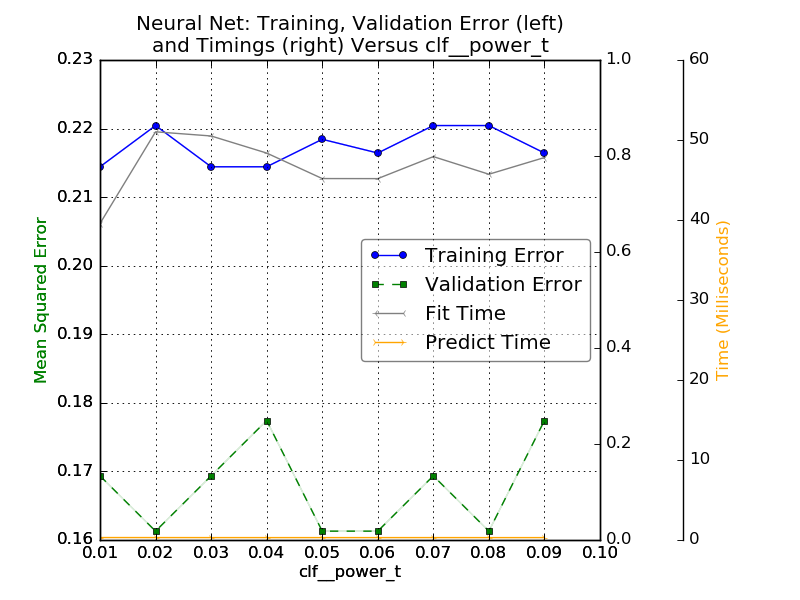 Neural Net: Training, Validation Error (left)
and Timings (right) Versus clf__power_t
0.23
0.22
0.21
0.20
0.19
0.18
0.17
0.16
Mean Squared Error
1.0
0.8
0.6
0.4
0.2
0.0
60
50
40
30
20
10
0
Time (Milliseconds)
Training Error
Validation Error
Fit Time
Predict Time
0.01 0.02 0.03 0.04 0.05 0.06 0.07 0.08 0.09 0.10
clf__power_t